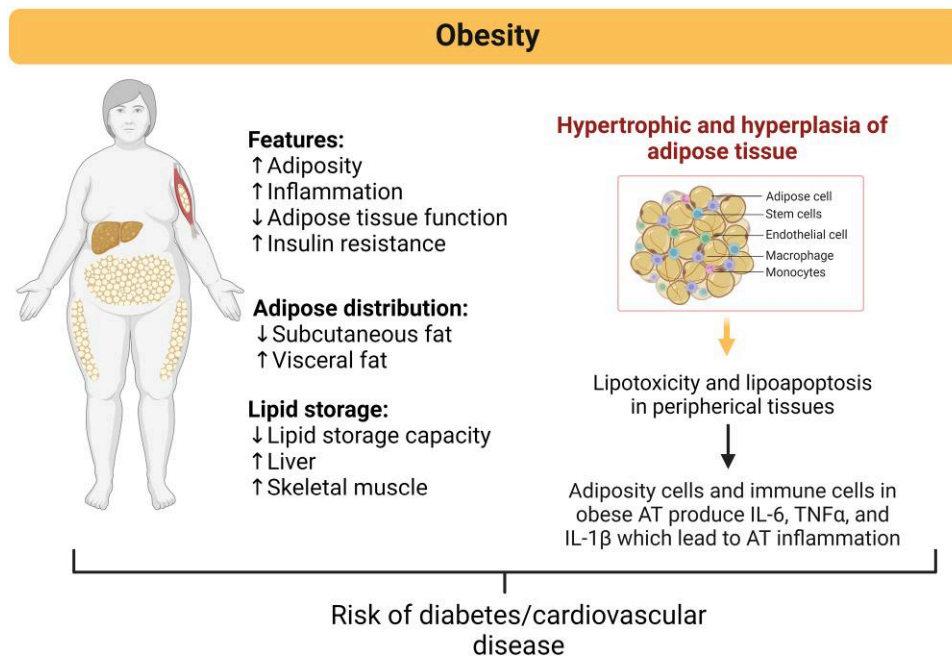 Obesity
Features:
↑Adiposity
↑Inflammation
↓Adipose tissue function
↑Insulin resistance
Adipose distribution:
↓Subcutaneous fat
↑Visceral fat
Lipid storage:
↓Lipid storage capacity
↑Liver
↑Skeletal muscle
Hypertrophic and hyperplasia of
adipose tissue
Adipose cell
Stem cells
Endothelial cell
Macrophage
Monocytes
Lipotoxicity and lipoapoptosis
in peripherical tissues
Adiposity cells and immune cells in
obese AT produce IL-6, TNFα, and
IL-1β which lead to AT inflammation
Risk of diabetes/cardiovascular
disease